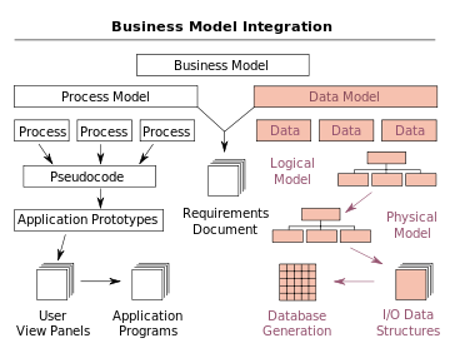 Business Model Integration
Business Model
Process Model
Data Model
Process
Process
Process
Data
Data
Data
Pseudocode
Logical
Model
Application Prototypes
Requirements
Document
Physical
Model
User
View Panels
Application
Programs
Database
Generation
I/O Data
Structures